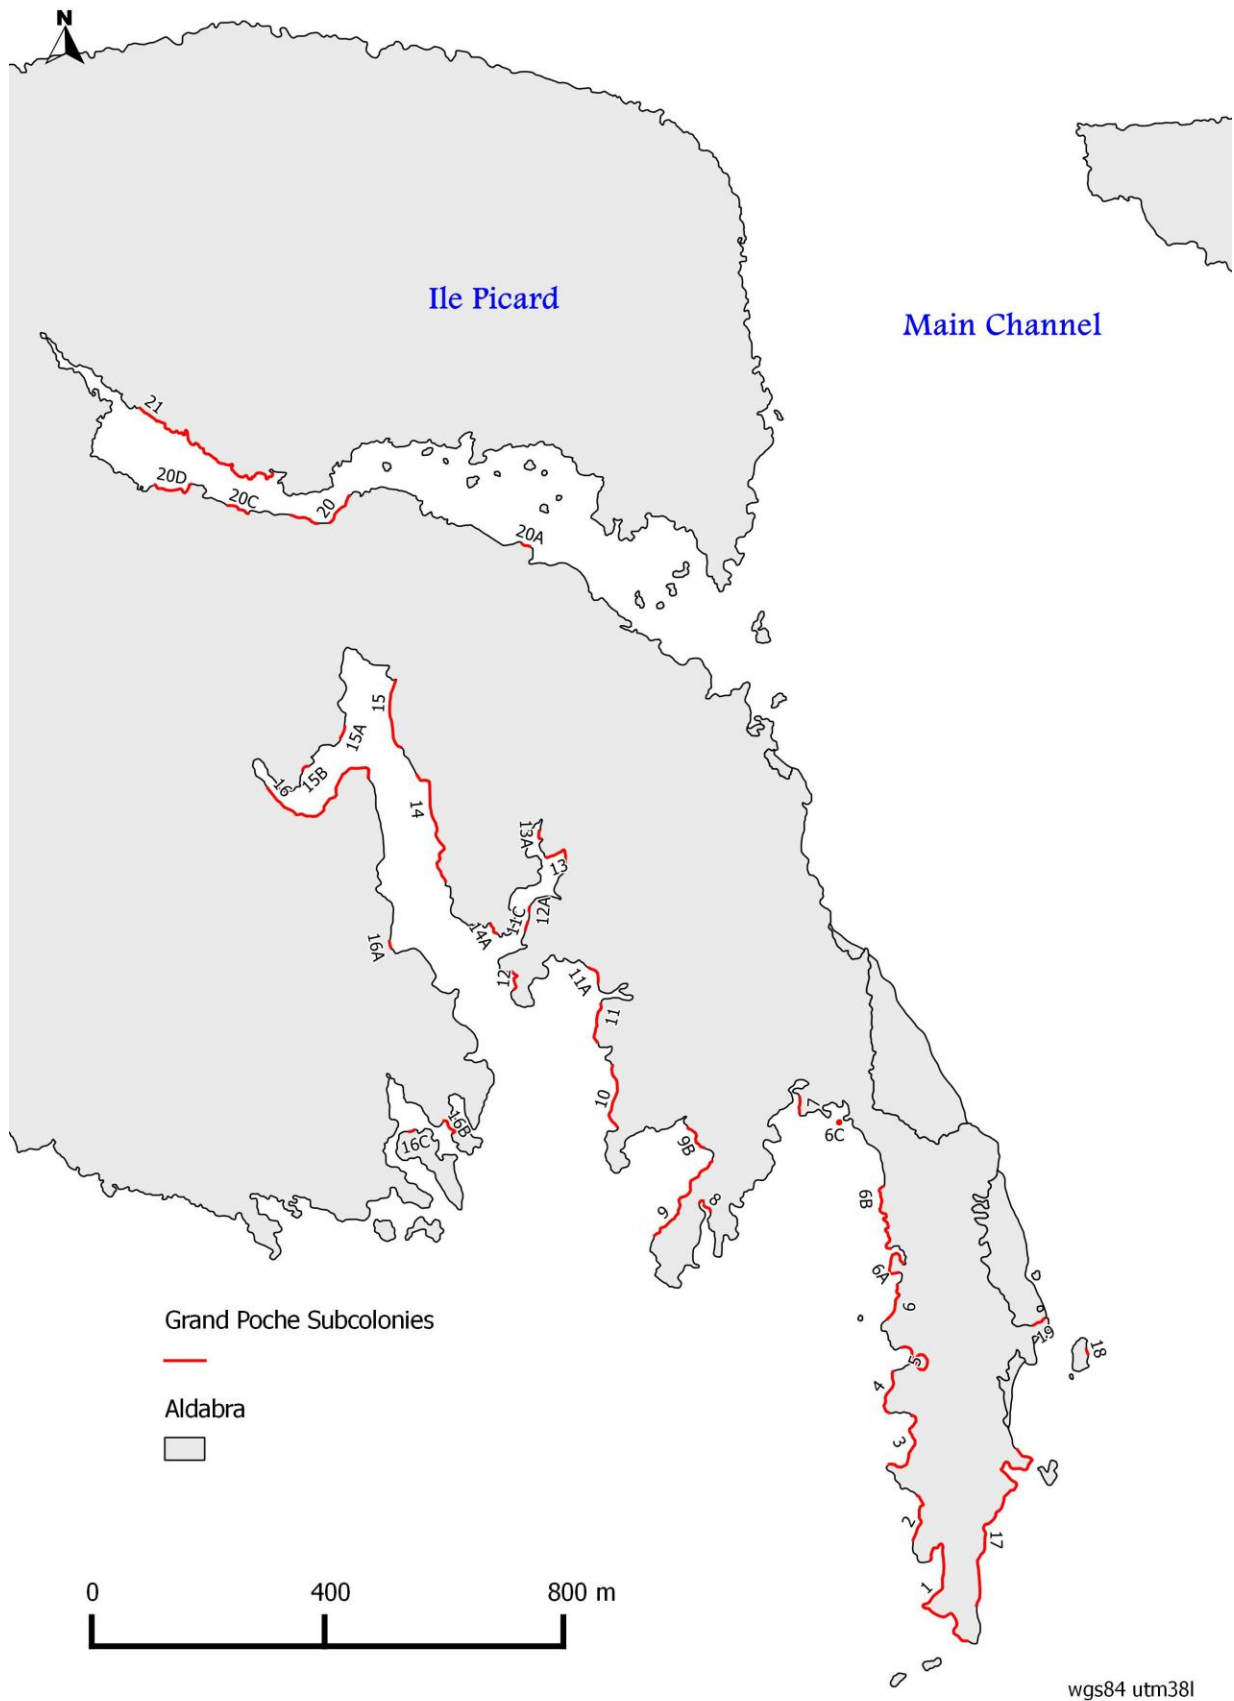 N
Ile Picard
Main Channel
21
20D
20C
20
20A
15
15A
15B
16
14
13A
13
12A
11C
14A
16A
12
11A
11
10
16B
16C
9B
9
8
7
6C
6B
6A
6
5
4
3
2
1
17
19
18
Grand Poche Subcolonies
Aldabra
0 400 800 m
wgs84 utm38l